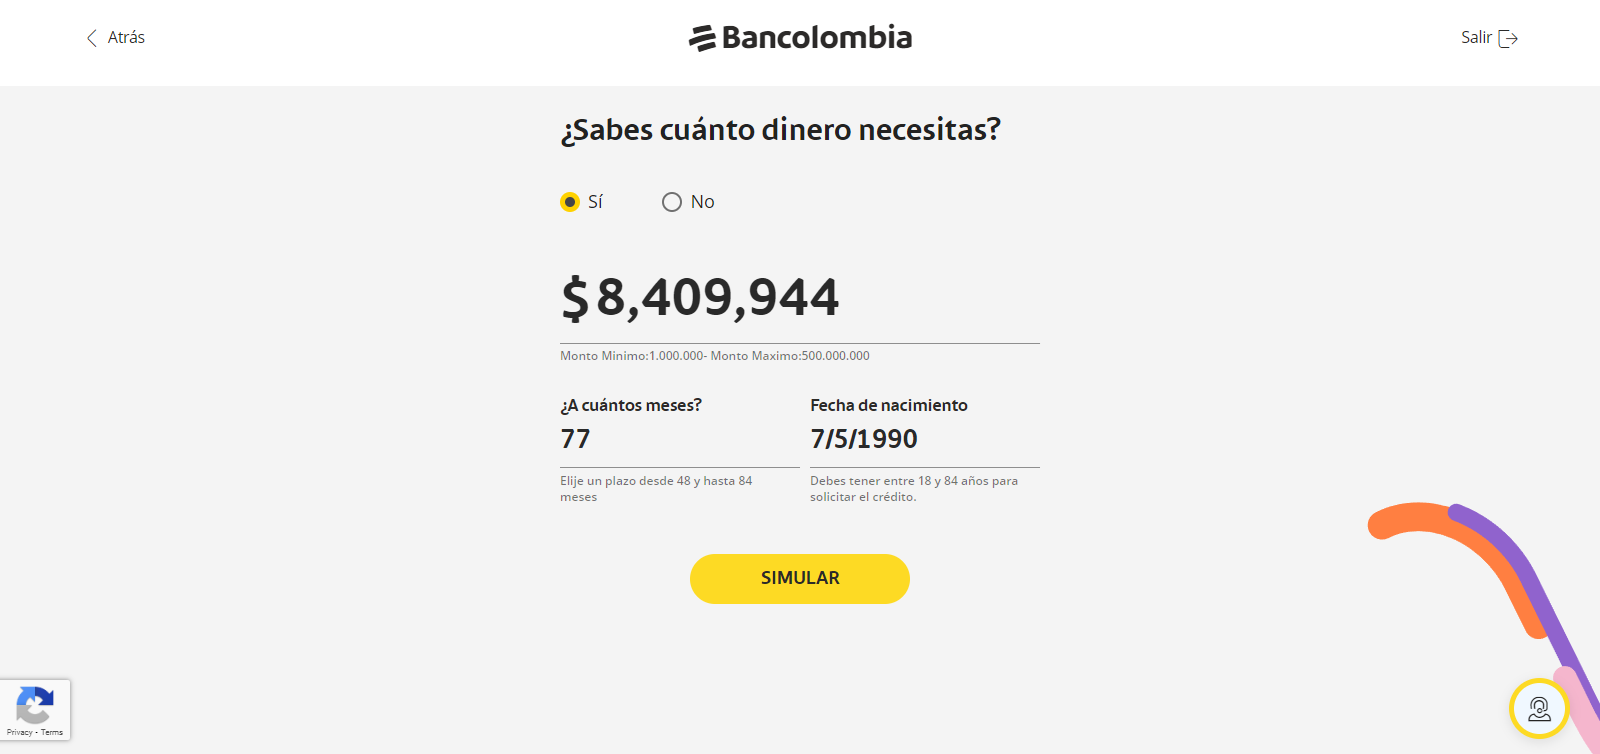 Atrás
Bancolombia
Salir
¿Sabes cuánto dinero necesitas?
Sí
No
$8,409,944
Monto Minimo:1.000.000- Monto Maximo:500.000.000
¿A cuántos meses?
77
Elije un plazo desde 48 y hasta 84
meses
Fecha de nacimiento
7/5/1990
Debes tener entre 18 y 84 años para
solicitar el crédito.
SIMULAR
Privacy - Terms